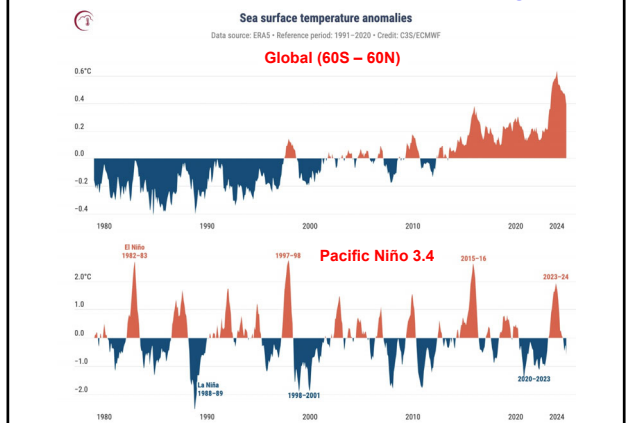 Sea surface temperature anomalies
Data source: ERA5 • Reference period: 1991–2020 • Credit: C3S/ECMWF
Global (60S – 60N)
0.6°C
0.4
0.2
0.0
−0.2
−0.4
1980 1990 2000 2010 2020 2024
El Niño
1982–83
1997–98
Pacific Niño 3.4
2015–16
2023–24
2.0°C
1.0
0.0
−1.0
−2.0
La Niña
1988–89
1998–2001
2020–2023
1980 1990 2000 2010 2020 2024